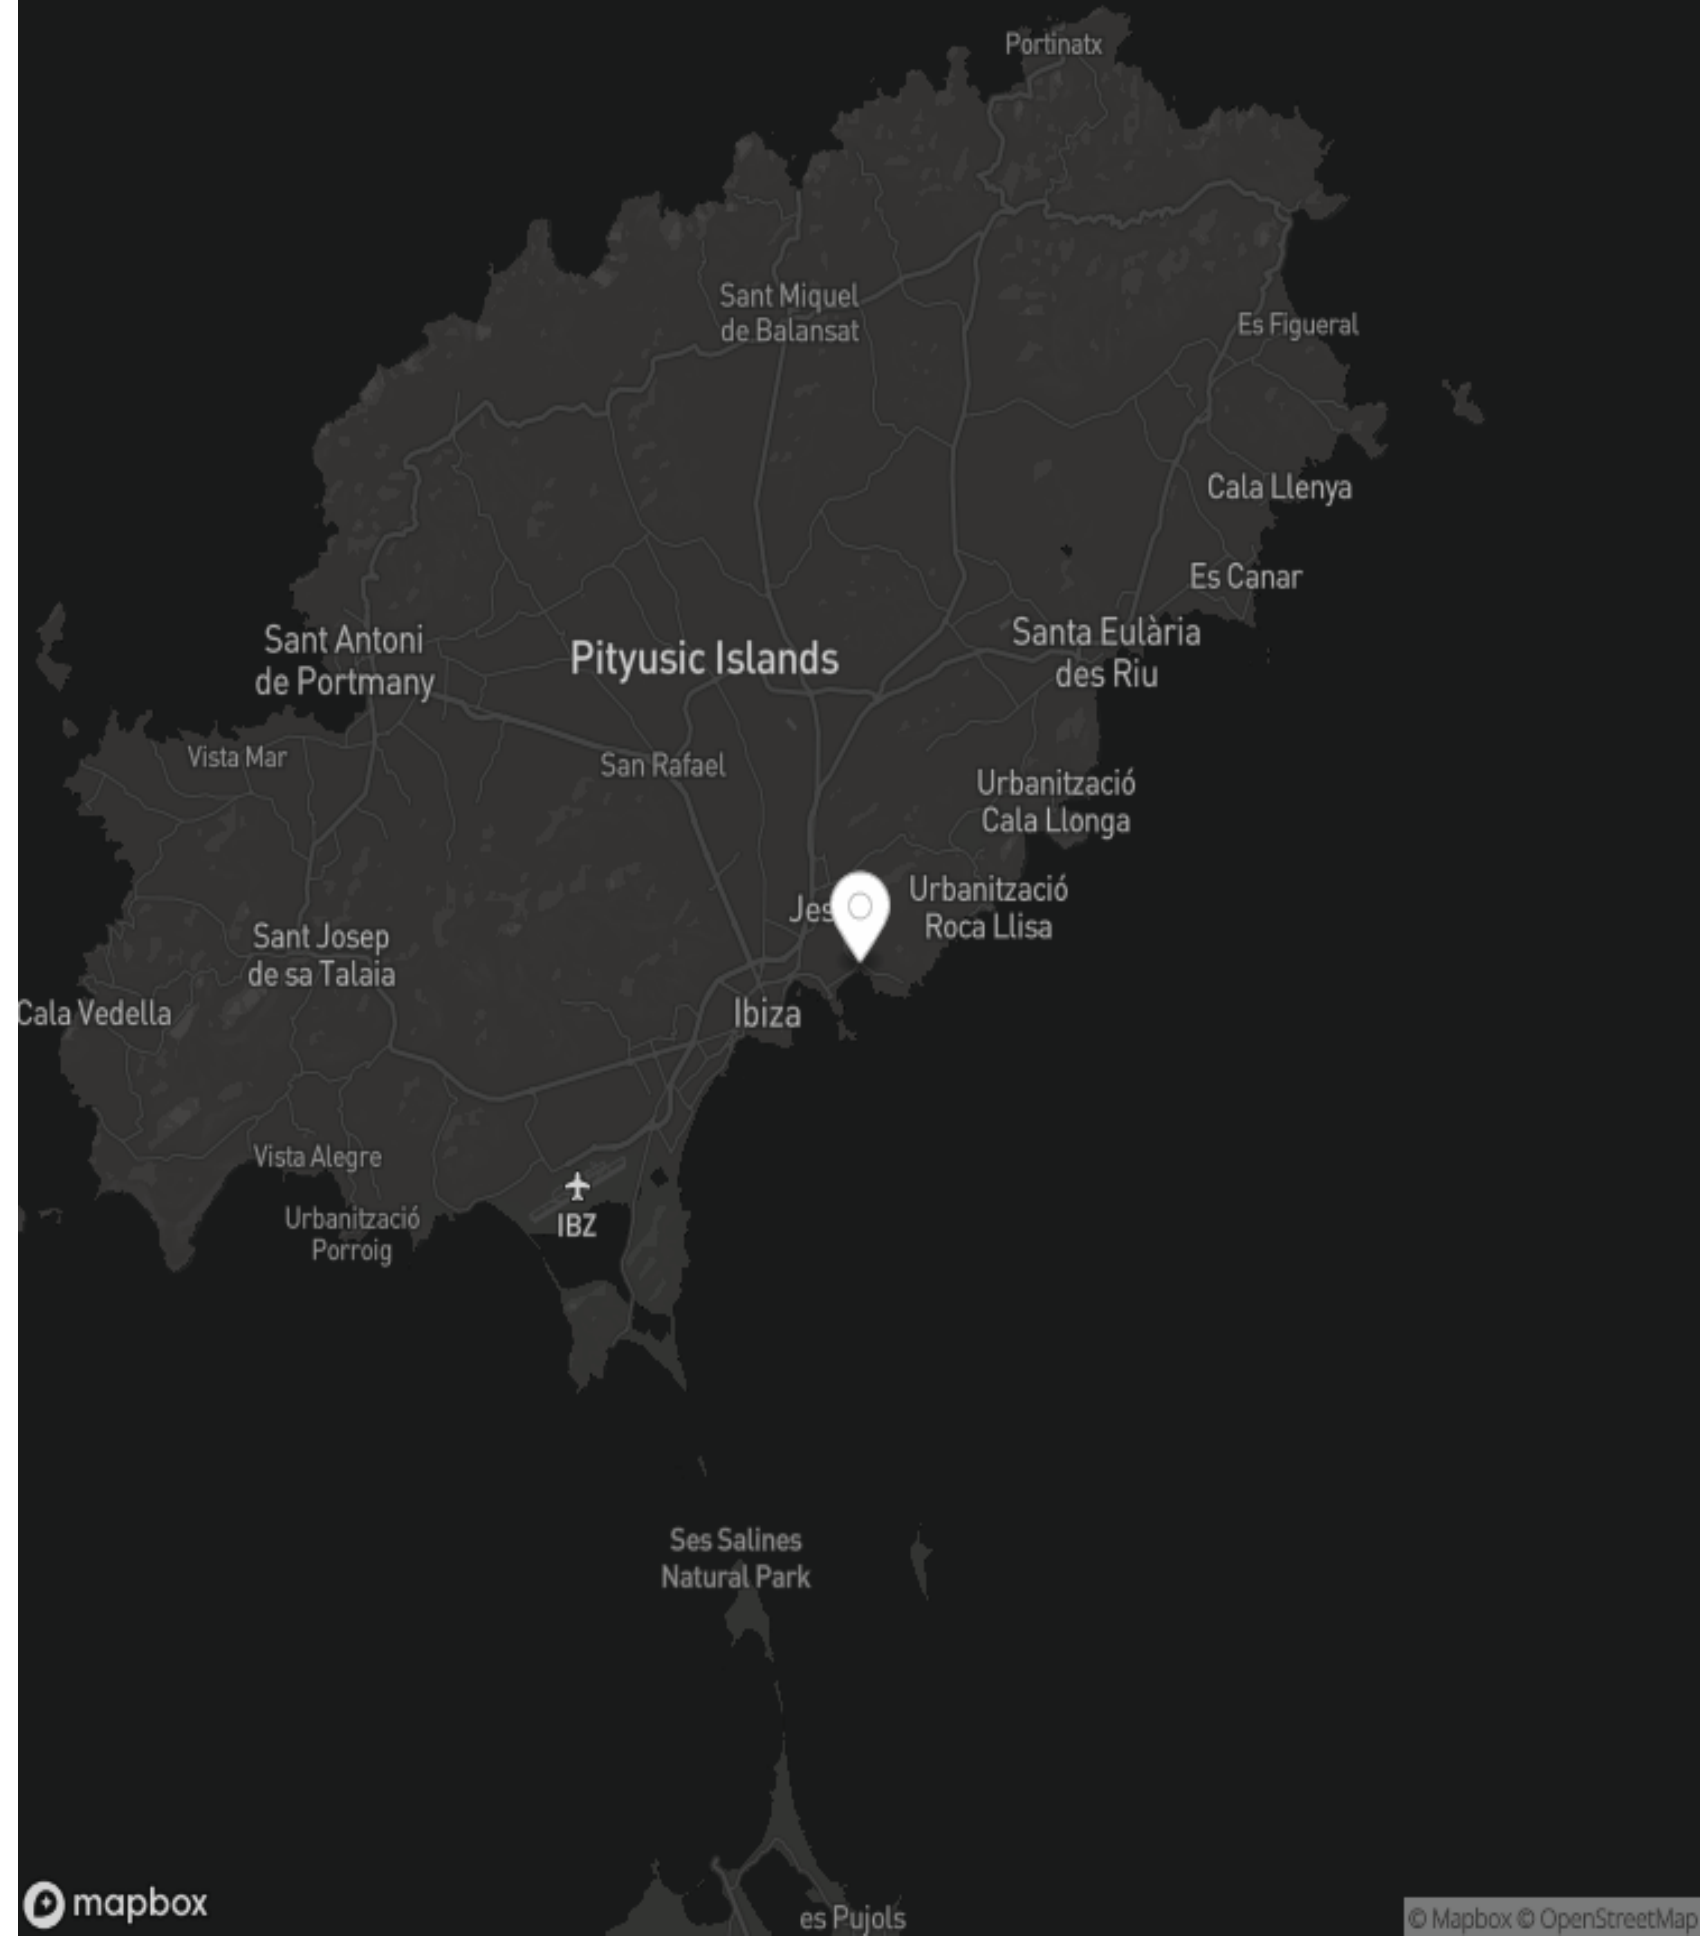 Portinatx
Sant Miquel
de Balansat
Es Figueral
Cala Llenya
Es Canar
Sant Antoni
de Portmany
Pityusic Islands
Santa Eulària
des Riu
Vista Mar
San Rafael
Urbanització
Cala Llonga
Jes
Urbanització
Roca Llisa
Sant Josep
de sa Talaia
Cala Vedella
Ibiza
Vista Alegre
Urbanització
Porroig
IBZ
Ses Salines
Natural Park
es Pujols
mapbox
© Mapbox © OpenStreetMap